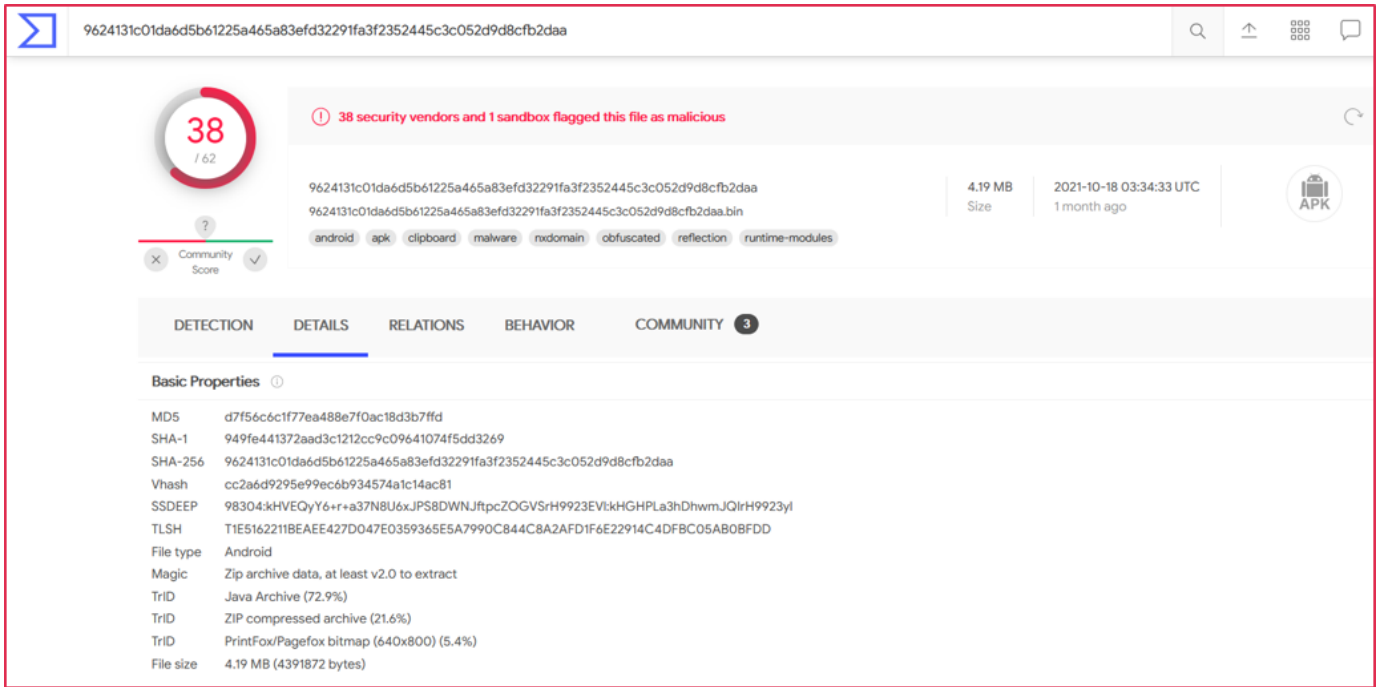 9624131c01da6d5b61225a465a83efd32291fa3f2352445c3c052d9d8cfb2daa
38
/ 62
?
Community
Score
38 security vendors and 1 sandbox flagged this file as malicious
9624131c01da6d5b61225a465a83efd32291fa3f2352445c3c052d9d8cfb2daa
9624131c01da6d5b61225a465a83efd32291fa3f2352445c3c052d9d8cfb2daa.bin
android apk clipboard malware nxdomain obfuscated reflection runtime-modules
4.19 MB
Size
2021-10-18 03:34:33 UTC
1 month ago
APK
DETECTION DETAILS RELATIONS BEHAVIOR COMMUNITY 3
Basic Properties
MD5 d7f56c6c1f77ea488e7f0ac18d3b7ffd
SHA-1 949fe441372aad3c1212cc9c09641074f5dd3269
SHA-256 9624131c01da6d5b61225a465a83efd32291fa3f2352445c3c052d9d8cfb2daa
Vhash cc2a6d9295e99ec6b934574a1c14ac81
SSDEEP 98304:kHVEQyY6+r+a37N8U6xJPS8DWNJftpcZOGVSrH9923EVI:kHGHPLa3hDhwmJQIrH9923yI
TLSH T1E5162211BEAEE427D047E0359365E5A7990C844C8A2AFD1F6E22914C4DFBC05AB0BFDD
File type Android
Magic Zip archive data, at least v2.0 to extract
TrID Java Archive (72.9%)
TrID ZIP compressed archive (21.6%)
TrID PrintFox/Pagefox bitmap (640x800) (5.4%)
File size 4.19 MB (4391872 bytes)